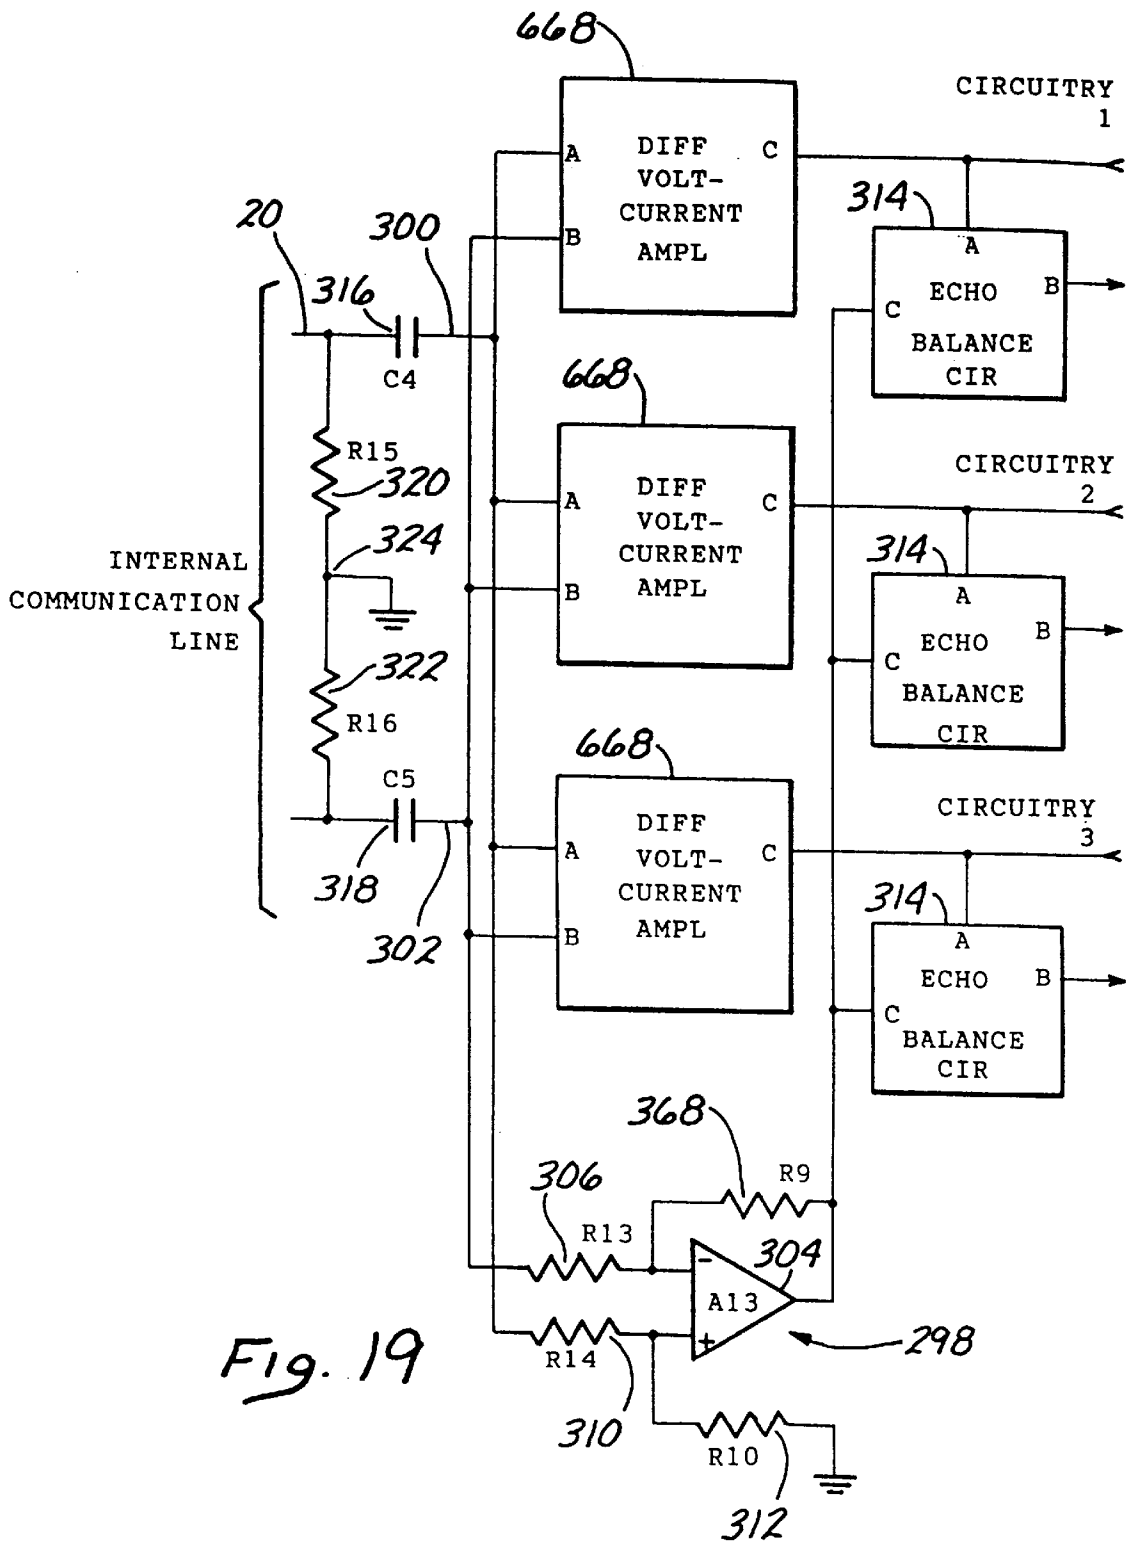 668
CIRCUITRY
1
A
DIFF
VOLT-
CURRENT
AMPL
C
B
314
A
ECHO
B
C
BALANCE
CIR
20
300
316
C4
668
A
DIFF
VOLT-
CURRENT
AMPL
C
B
CIRCUITRY
2
314
A
ECHO
B
C
BALANCE
CIR
R15
320
324
INTERNAL
COMMUNICATION
LINE
322
R16
C5
318
302
668
A
DIFF
VOLT-
CURRENT
AMPL
C
B
CIRCUITRY
3
314
A
ECHO
B
C
BALANCE
CIR
368
R9
306
R13
304
-
A13
+
298
R14
310
R10
312
Fig. 19